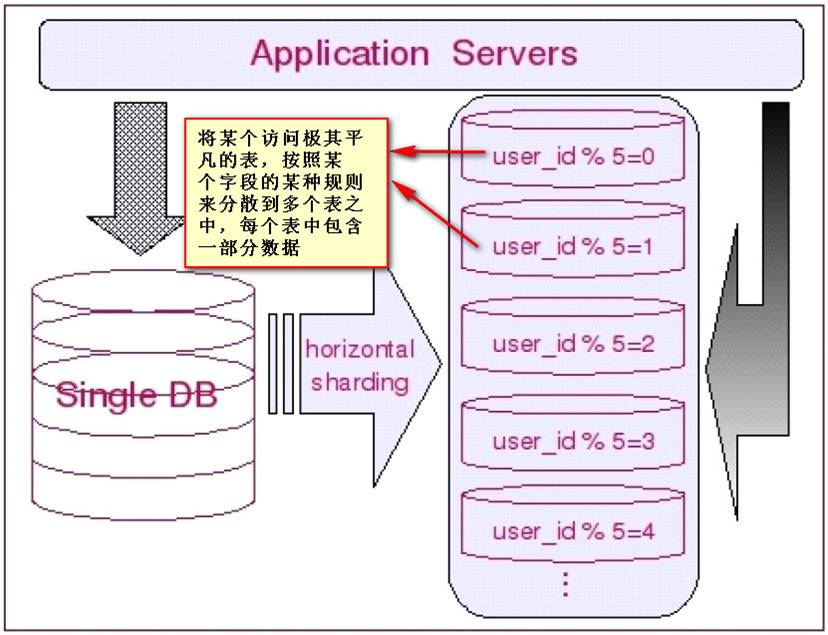 Application Servers
将某个访问极其平
凡的表，按照某
个字段的某种规则
来分散到多个表之
中，每个表中包含
一部分数据
user_id % 5=0
user_id % 5=1
Single DB
horizontal
sharding
user_id % 5=2
user_id % 5=3
user_id % 5=4
⋮